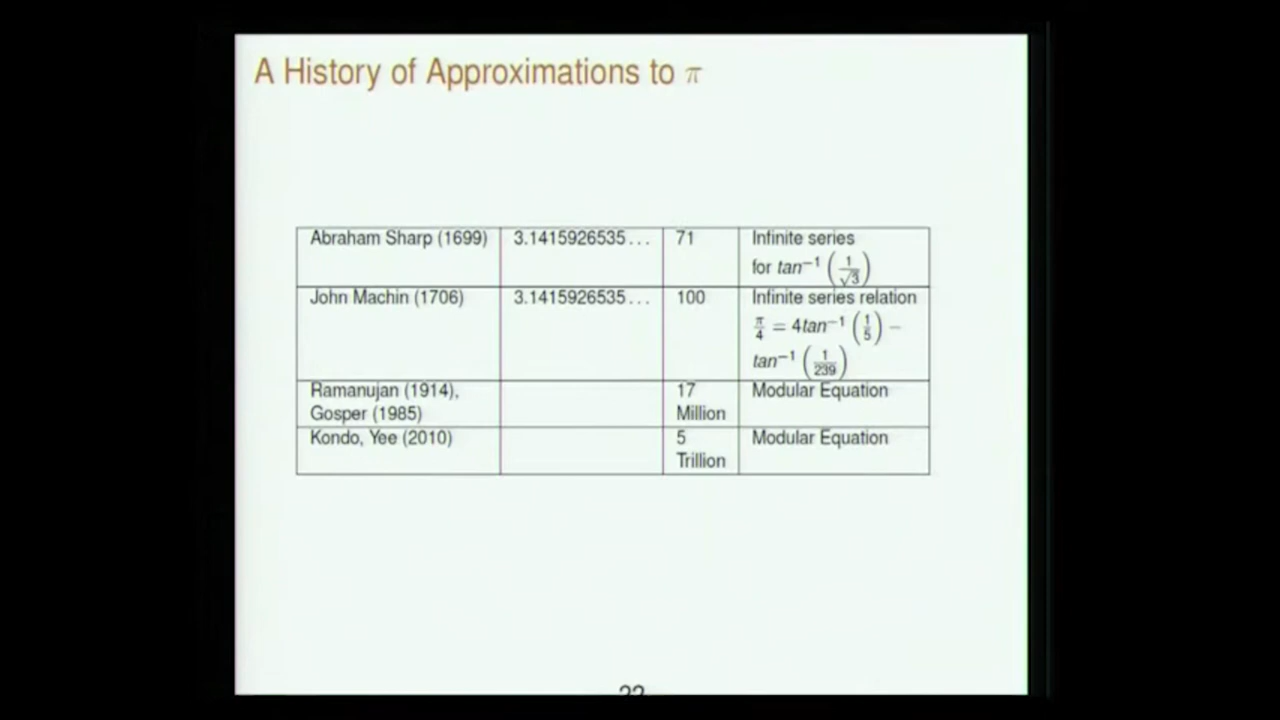 A History of Approximations to π
Abraham Sharp (1699) 3.1415926535... 71 Infinite series
for tan⁻¹ (1/√3)
John Machin (1706) 3.1415926535... 100 Infinite series relation
π/4 = 4tan⁻¹ (1/5) −
tan⁻¹ (1/239)
Ramanujan (1914), 17 Modular Equation
Gosper (1985) Million
Kondo, Yee (2010) 5 Modular Equation
Trillion